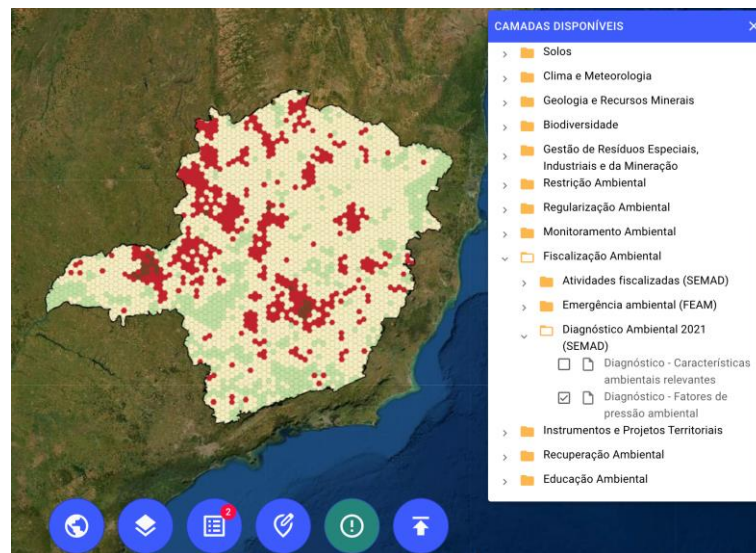 CAMADAS DISPONÍVEIS
Solos
Clima e Meteorologia
Geologia e Recursos Minerais
Biodiversidade
Gestão de Resíduos Especiais,
Industriais e da Mineração
Restrição Ambiental
Regularização Ambiental
Monitoramento Ambiental
Fiscalização Ambiental
Atividades fiscalizadas (SEMAD)
Emergência ambiental (FEAM)
Diagnóstico Ambiental 2021
(SEMAD)
Diagnóstico - Características
ambientais relevantes
Diagnóstico - Fatores de
pressão ambiental
Instrumentos e Projetos Territoriais
Recuperação Ambiental
Educação Ambiental
2